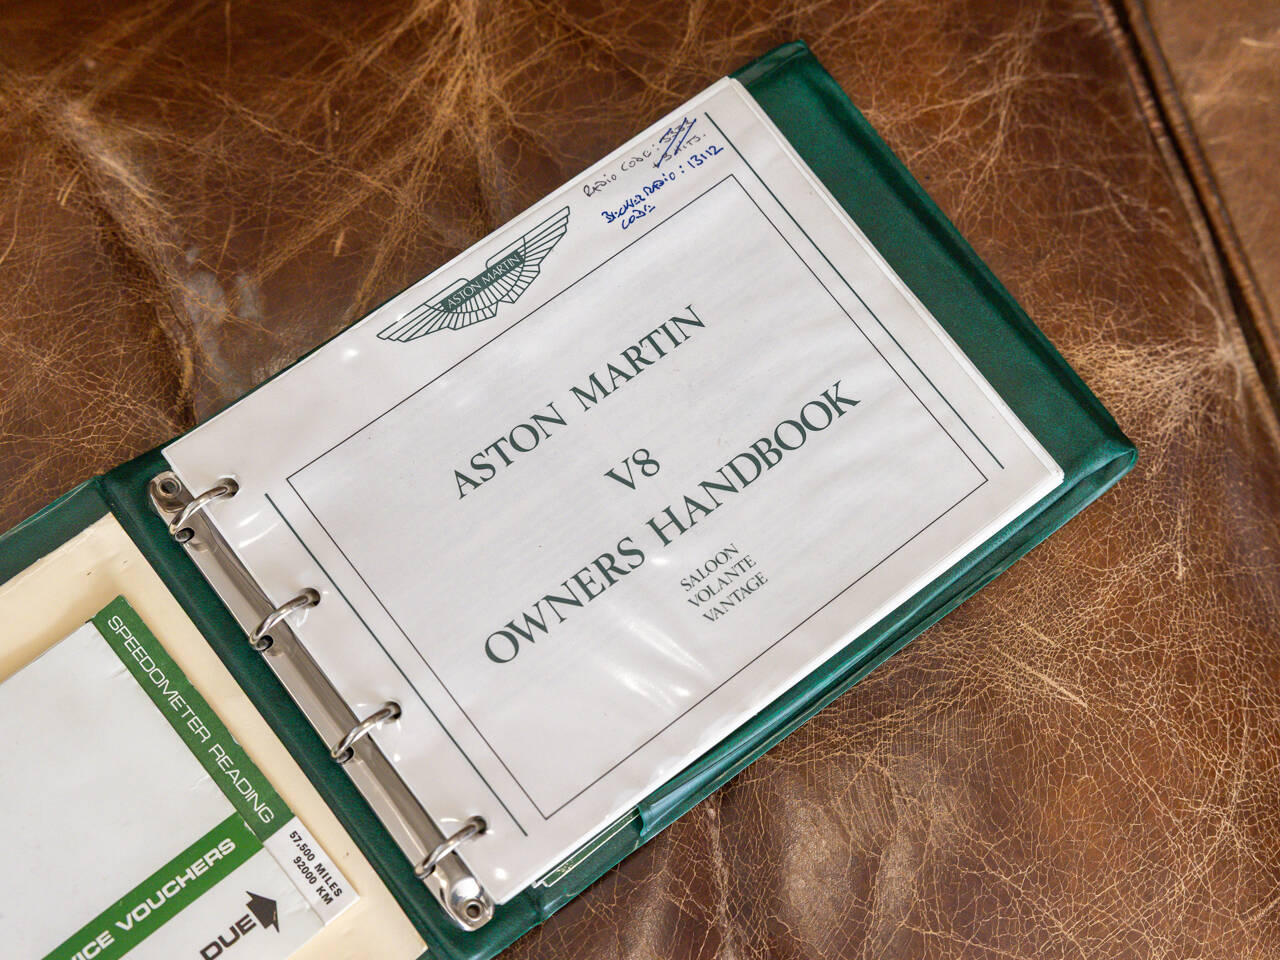 RADIO CODE:
: 13112
CODE:
ASTON MARTIN
ASTON MARTIN
V8
OWNERS HANDBOOK
SALOON
VOLANTE
VANTAGE
SPEEDOMETER READING
57,500 MILES
92000 KM
VICE VOUCHERS
DUE